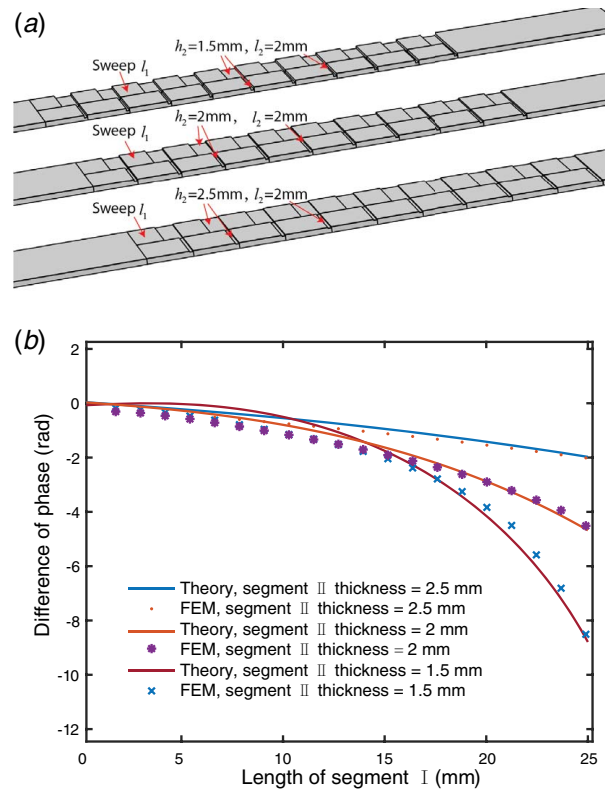 (a)
h₂=1.5mm, l₂=2mm
Sweep l₁
h₂=2mm, l₂=2mm
Sweep l₁
h₂=2.5mm, l₂=2mm
Sweep l₁
(b)
2
0
-2
-4
-6
-8
-10
-12
Difference of phase (rad)
Theory, segment Ⅱ thickness = 2.5 mm
FEM, segment Ⅱ thickness = 2.5 mm
Theory, segment Ⅱ thickness = 2 mm
FEM, segment Ⅱ thickness = 2 mm
Theory, segment Ⅱ thickness = 1.5 mm
FEM, segment Ⅱ thickness = 1.5 mm
0 5 10 15 20 25
Length of segment Ⅰ (mm)